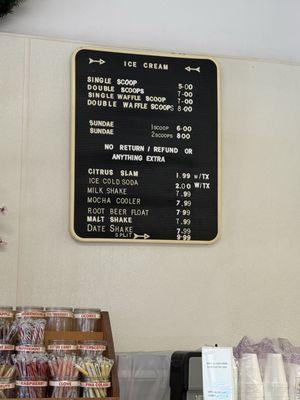 ICE CREAM
SINGLE SCOOP 5.00
DOUBLE SCOOPS 7.00
SINGLE WAFFLE SCOOP 7.00
DOUBLE WAFFLE SCOOPS 8.00
SUNDAE 1SCOOP 6.00
SUNDAE 2SCOOPS 8.00
NO RETURN / REFUND OR
ANYTHING EXTRA
CITRUS SLAM 1.99 W/TX
ICE COLD SODA 2.00 W/TX
MILK SHAKE 7.99
MOCHA COOLER 7.99
ROOT BEER FLOAT 7.99
MALT SHAKE 7.99
DATE SHAKE 7.99
SPLIT 9.99
RASPBERRY
CLOVE